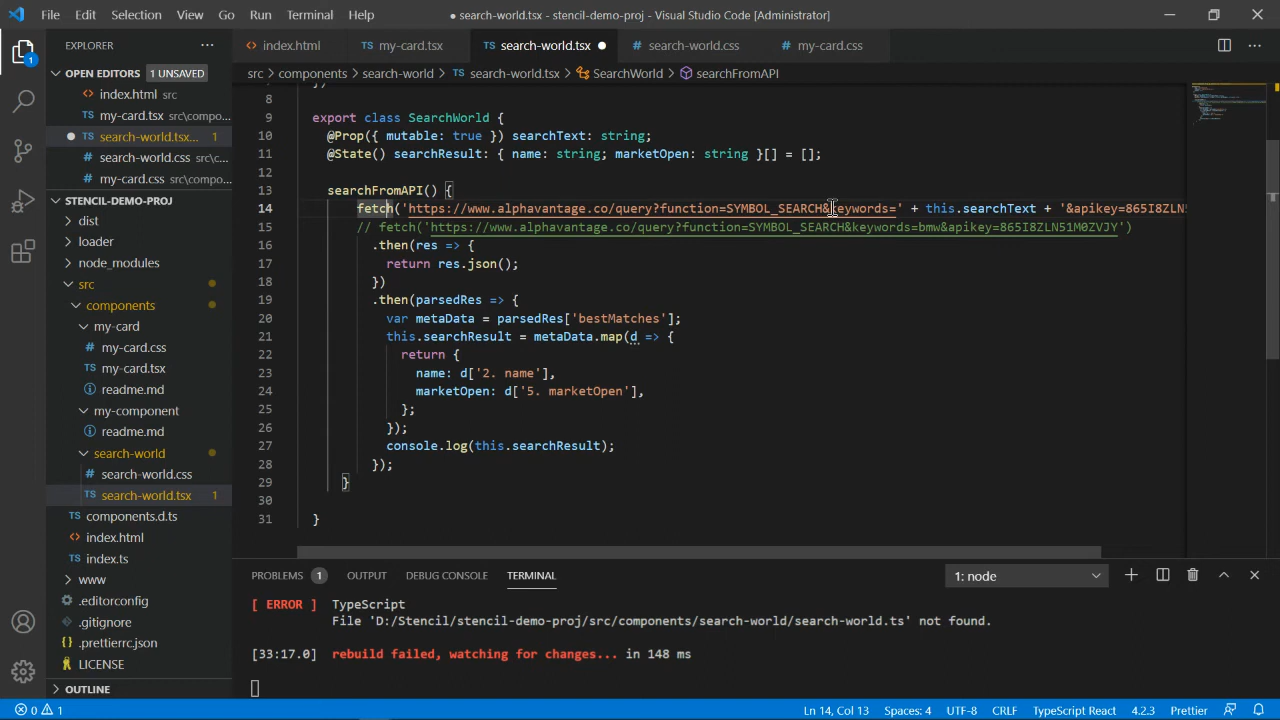 File Edit Selection View Go Run Terminal Help
● search-world.tsx - stencil-demo-proj - Visual Studio Code [Administrator]
EXPLORER
index.html my-card.tsx search-world.tsx search-world.css my-card.css
OPEN EDITORS 1 UNSAVED
src > components > search-world > search-world.tsx > SearchWorld > searchFromAPI
index.html src
my-card.tsx src\compo...
search-world.tsx... 1
search-world.css src\c...
my-card.css src\compo...
STENCIL-DEMO-PROJ
dist
loader
node_modules
src
components
my-card
my-card.css
my-card.tsx
readme.md
my-component
readme.md
search-world
search-world.css
search-world.tsx 1
components.d.ts
index.html
index.ts
www
.editorconfig
.gitignore
.prettierrc.json
LICENSE
OUTLINE
8
9 export class SearchWorld {
10 @Prop({ mutable: true }) searchText: string;
11 @State() searchResult: { name: string; marketOpen: string }[] = [];
12
13 searchFromAPI() {
14 fetch('https://www.alphavantage.co/query?function=SYMBOL_SEARCH&keywords=' + this.searchText + '&apikey=865I8ZLN5
15 // fetch('https://www.alphavantage.co/query?function=SYMBOL_SEARCH&keywords=bmw&apikey=865I8ZLN51M0ZVJY')
16 .then(res => {
17 return res.json();
18 })
19 .then(parsedRes => {
20 var metaData = parsedRes['bestMatches'];
21 this.searchResult = metaData.map(d => {
22 return {
23 name: d['2. name'],
24 marketOpen: d['5. marketOpen'],
25 };
26 });
27 console.log(this.searchResult);
28 });
29 }
30
31 }
PROBLEMS 1 OUTPUT DEBUG CONSOLE TERMINAL 1: node
[ ERROR ] TypeScript
File 'D:/Stencil/stencil-demo-proj/src/components/search-world/search-world.ts' not found.
[33:17.0] rebuild failed, watching for changes... in 148 ms
0 1 Ln 14, Col 13 Spaces: 4 UTF-8 CRLF TypeScript React 4.2.3 Prettier